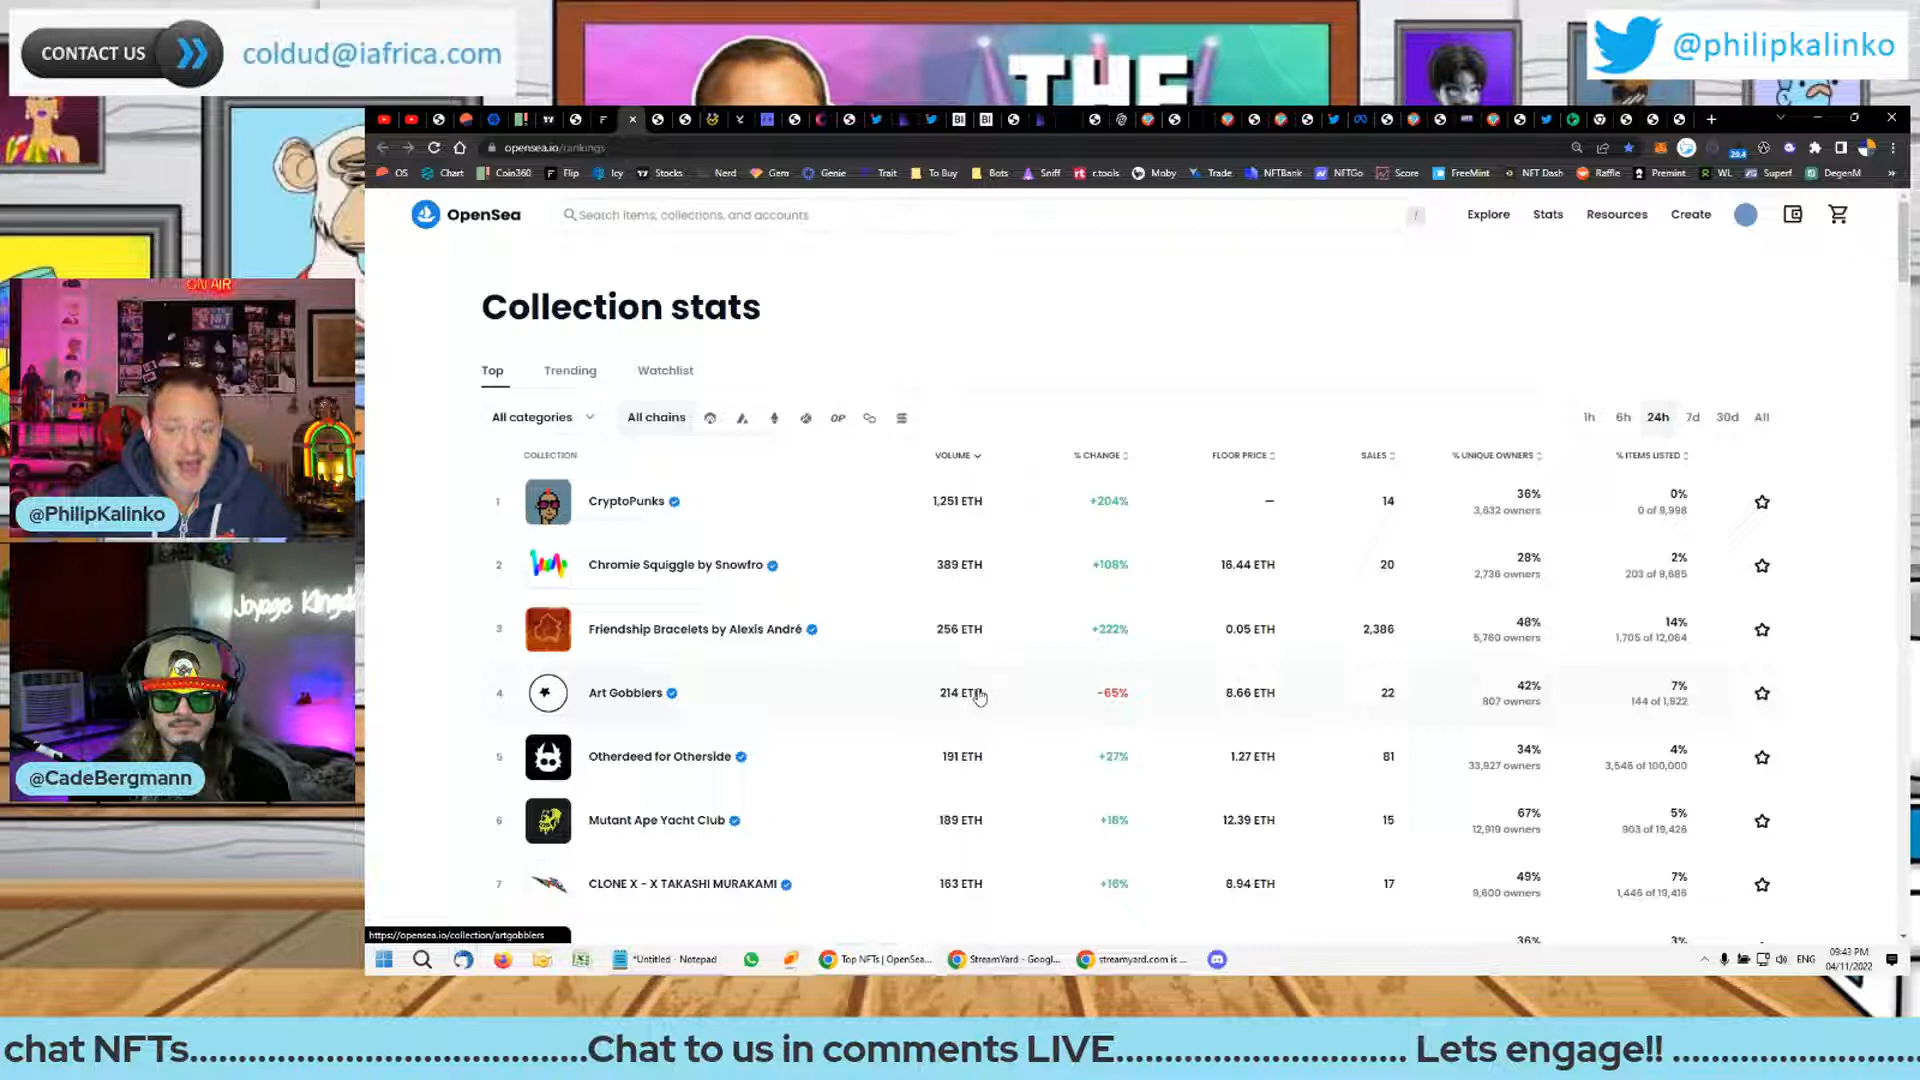 CONTACT US
coldud@iafrica.com
THE
@philipkalinko
opensea.io/rankings
OS Chart Coin360 Flip Icy Stocks Nerd Gem Genie Trait To Buy Bots Sniff r.tools Moby Trade NFTBank NFTGo Score FreeMint NFT Dash Raffle Premint WL Superf DegenM
OpenSea
Search items, collections, and accounts
/
Explore Stats Resources Create
Collection stats
Top Trending Watchlist
All categories All chains OP 1h 6h 24h 7d 30d All
COLLECTION VOLUME % CHANGE FLOOR PRICE SALES % UNIQUE OWNERS % ITEMS LISTED
1 CryptoPunks 1,251 ETH +204% — 14 36% 0%
3,632 owners 0 of 9,998
2 Chromie Squiggle by Snowfro 389 ETH +108% 16.44 ETH 20 28% 2%
2,736 owners 203 of 9,685
3 Friendship Bracelets by Alexis André 256 ETH +222% 0.05 ETH 2,386 48% 14%
5,760 owners 1,705 of 12,064
4 Art Gobblers 214 ETH -65% 8.66 ETH 22 42% 7%
807 owners 144 of 1,922
5 Otherdeed for Otherside 191 ETH +27% 1.27 ETH 81 34% 4%
33,927 owners 3,546 of 100,000
6 Mutant Ape Yacht Club 189 ETH +18% 12.39 ETH 15 67% 5%
12,919 owners 903 of 19,426
7 CLONE X - X TAKASHI MURAKAMI 163 ETH +16% 8.94 ETH 17 49% 7%
9,600 owners 1,446 of 19,416
36% 3%
https://opensea.io/collection/artgobblers
*Untitled - Notepad
Top NFTs | OpenSea...
StreamYard - Googl...
streamyard.com is ...
ENG
09:43 PM
04/11/2022
ON AIR
@PhilipKalinko
@CadeBergmann
chat NFTs.......................................Chat to us in comments LIVE............................. Lets engage!! .........................